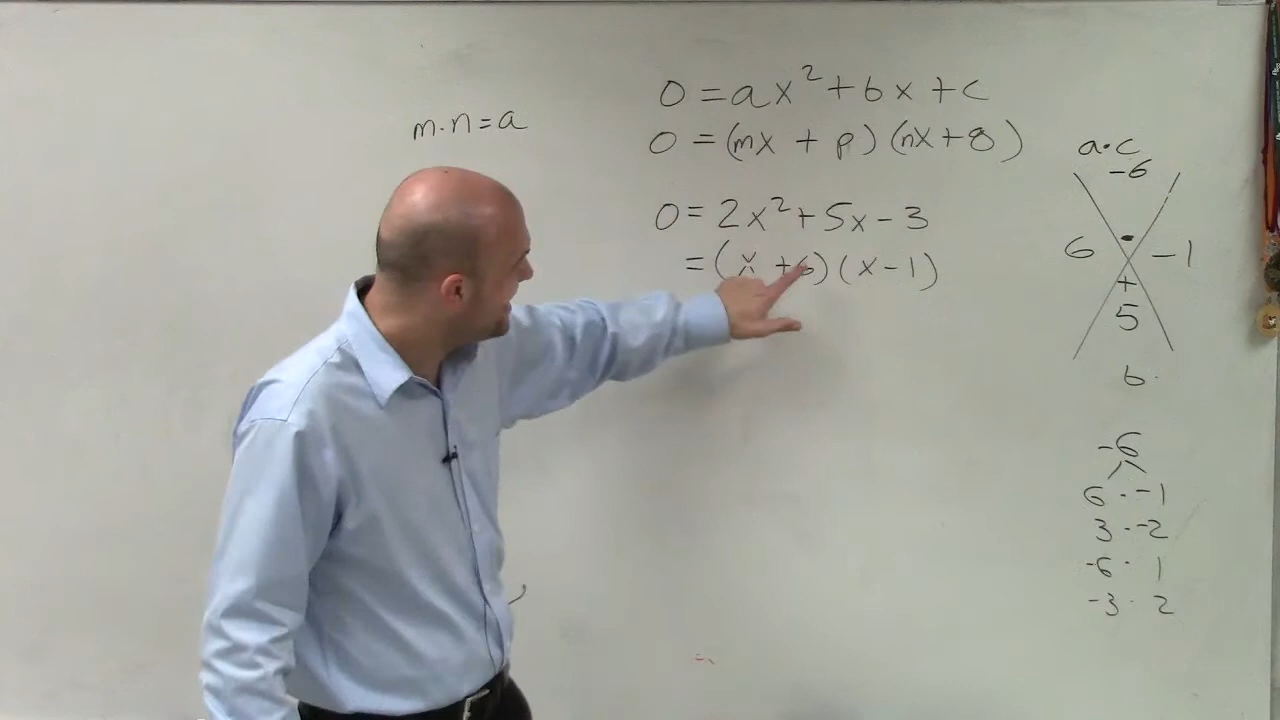 m·n=a
0=ax²+bx+c
0=(mx+p)(nx+q)
0=2x²+5x-3
=(x+6)(x-1)
a·c
-6
6 · -1
+
5
b
-6
6 · -1
3 · -2
-6 · 1
-3 · 2